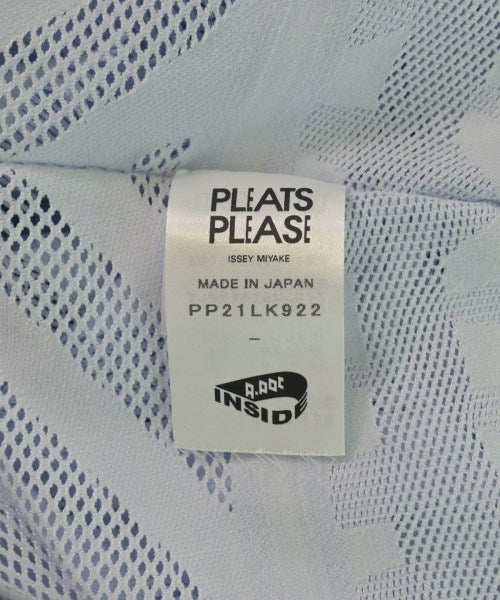 PLEATS
PLEASE
ISSEY MIYAKE
MADE IN JAPAN
PP21LK922
–
A-POC
INSIDE